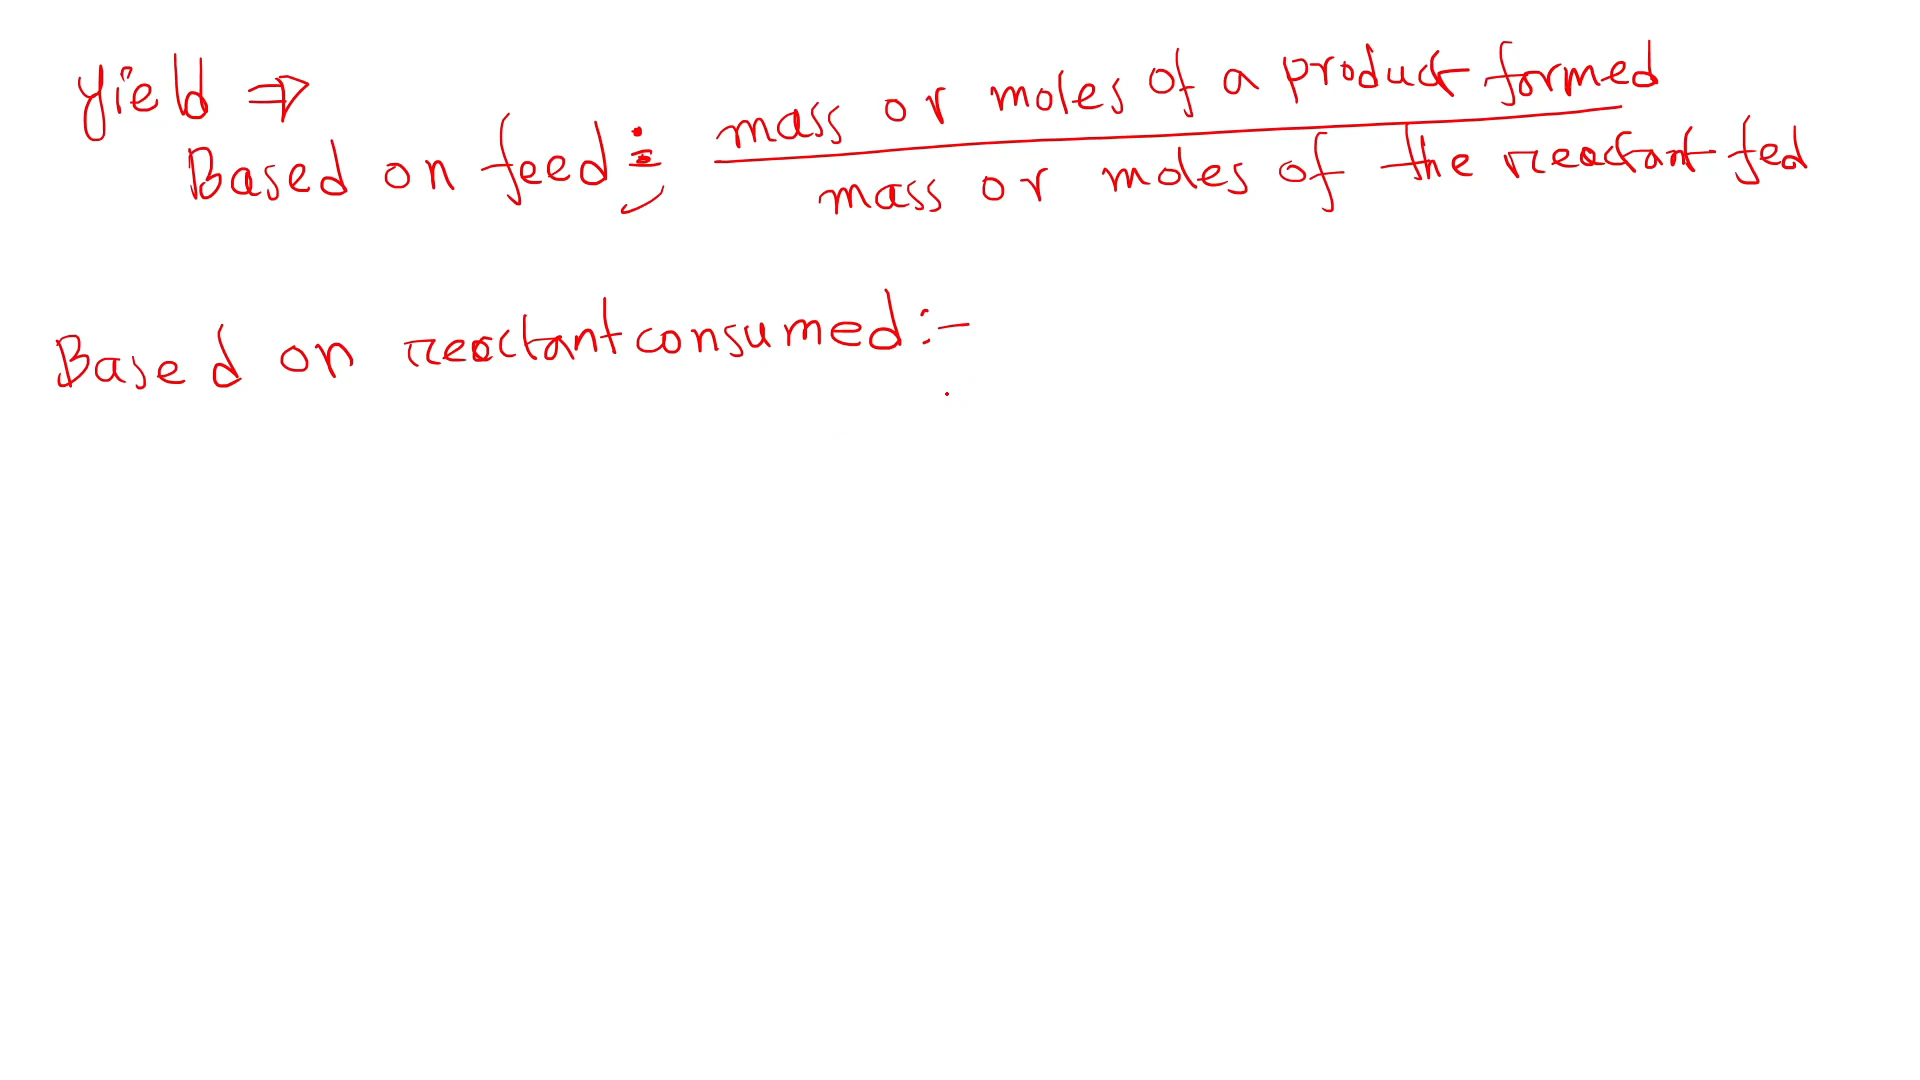 yield ⇒
Based on feed := mass or moles of a product formed
mass or moles of the reactant fed
Based on reactant consumed :-